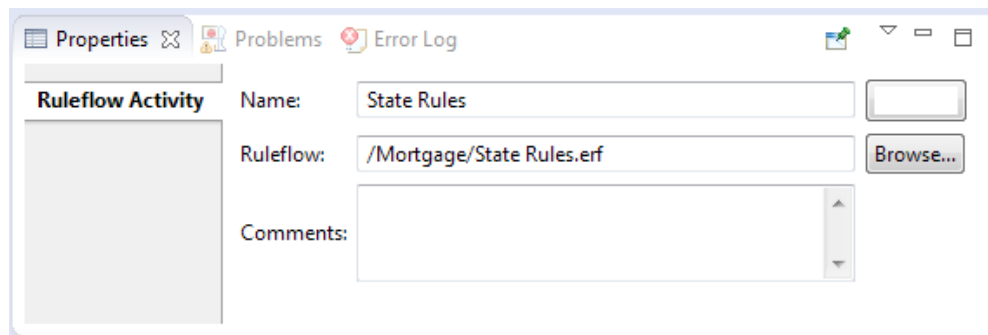 Properties Problems Error Log
Ruleflow Activity Name: State Rules
Ruleflow: /Mortgage/State Rules.erf Browse...
Comments: